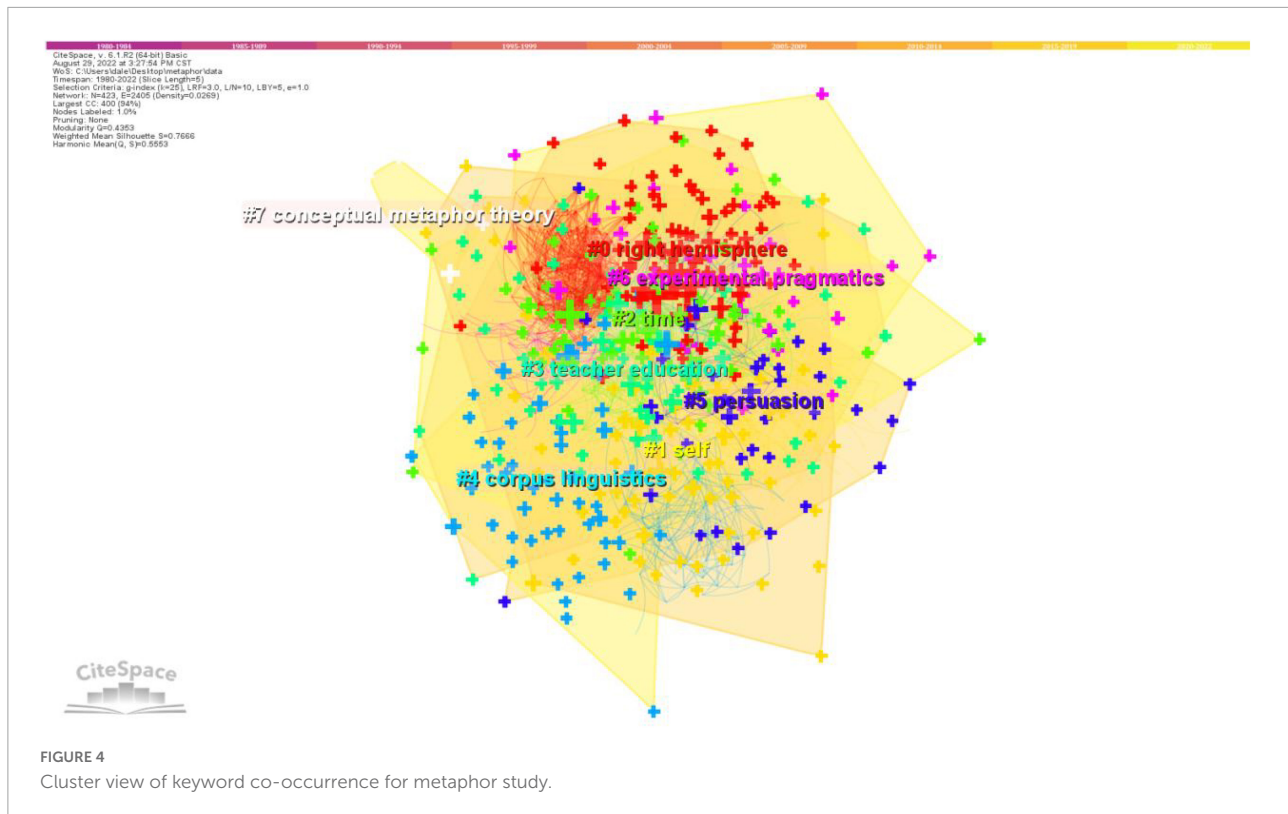 1980-1984 1985-1989 1990-1994 1995-1999 2000-2004 2005-2009 2010-2014 2015-2019 2020-2022
CiteSpace, v. 6.1.R2 (64-bit) Basic
August 29, 2022 at 3:27:54 PM CST
WoS: C:\Users\dale\Desktop\metaphor\data
Timespan: 1980-2022 (Slice Length=5)
Selection Criteria: g-index (k=25), LRF=3.0, L/N=10, LBY=5, e=1.0
Network: N=423, E=2405 (Density=0.0269)
Largest CC: 400 (94%)
Nodes Labeled: 1.0%
Pruning: None
Modularity Q=0.4353
Weighted Mean Silhouette S=0.7666
Harmonic Mean(Q, S)=0.5553
#7 conceptual metaphor theory
#0 right hemisphere
#6 experimental pragmatics
#2 time
#3 teacher education
#5 persuasion
#1 self
#4 corpus linguistics
CiteSpace
FIGURE 4
Cluster view of keyword co-occurrence for metaphor study.